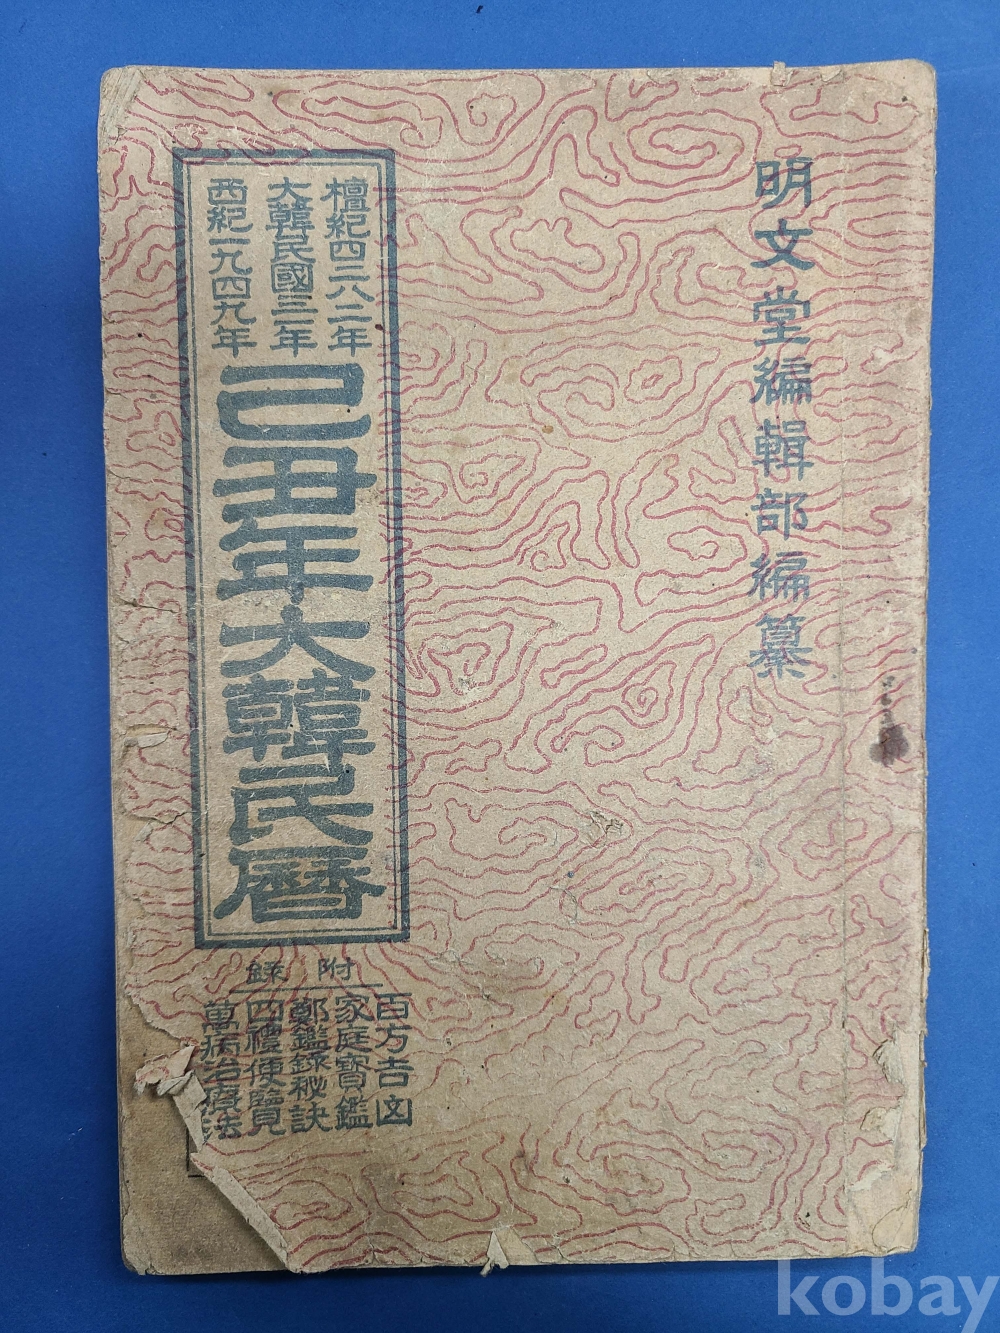 明文堂編輯部編纂
檀紀四二八二年
大韓民國三一年
西紀一九四九年
己丑年大韓民曆
附錄
百方吉凶
家庭寶鑑
鄭鑑錄秘訣
四禮便覽
萬病治療法
kobay